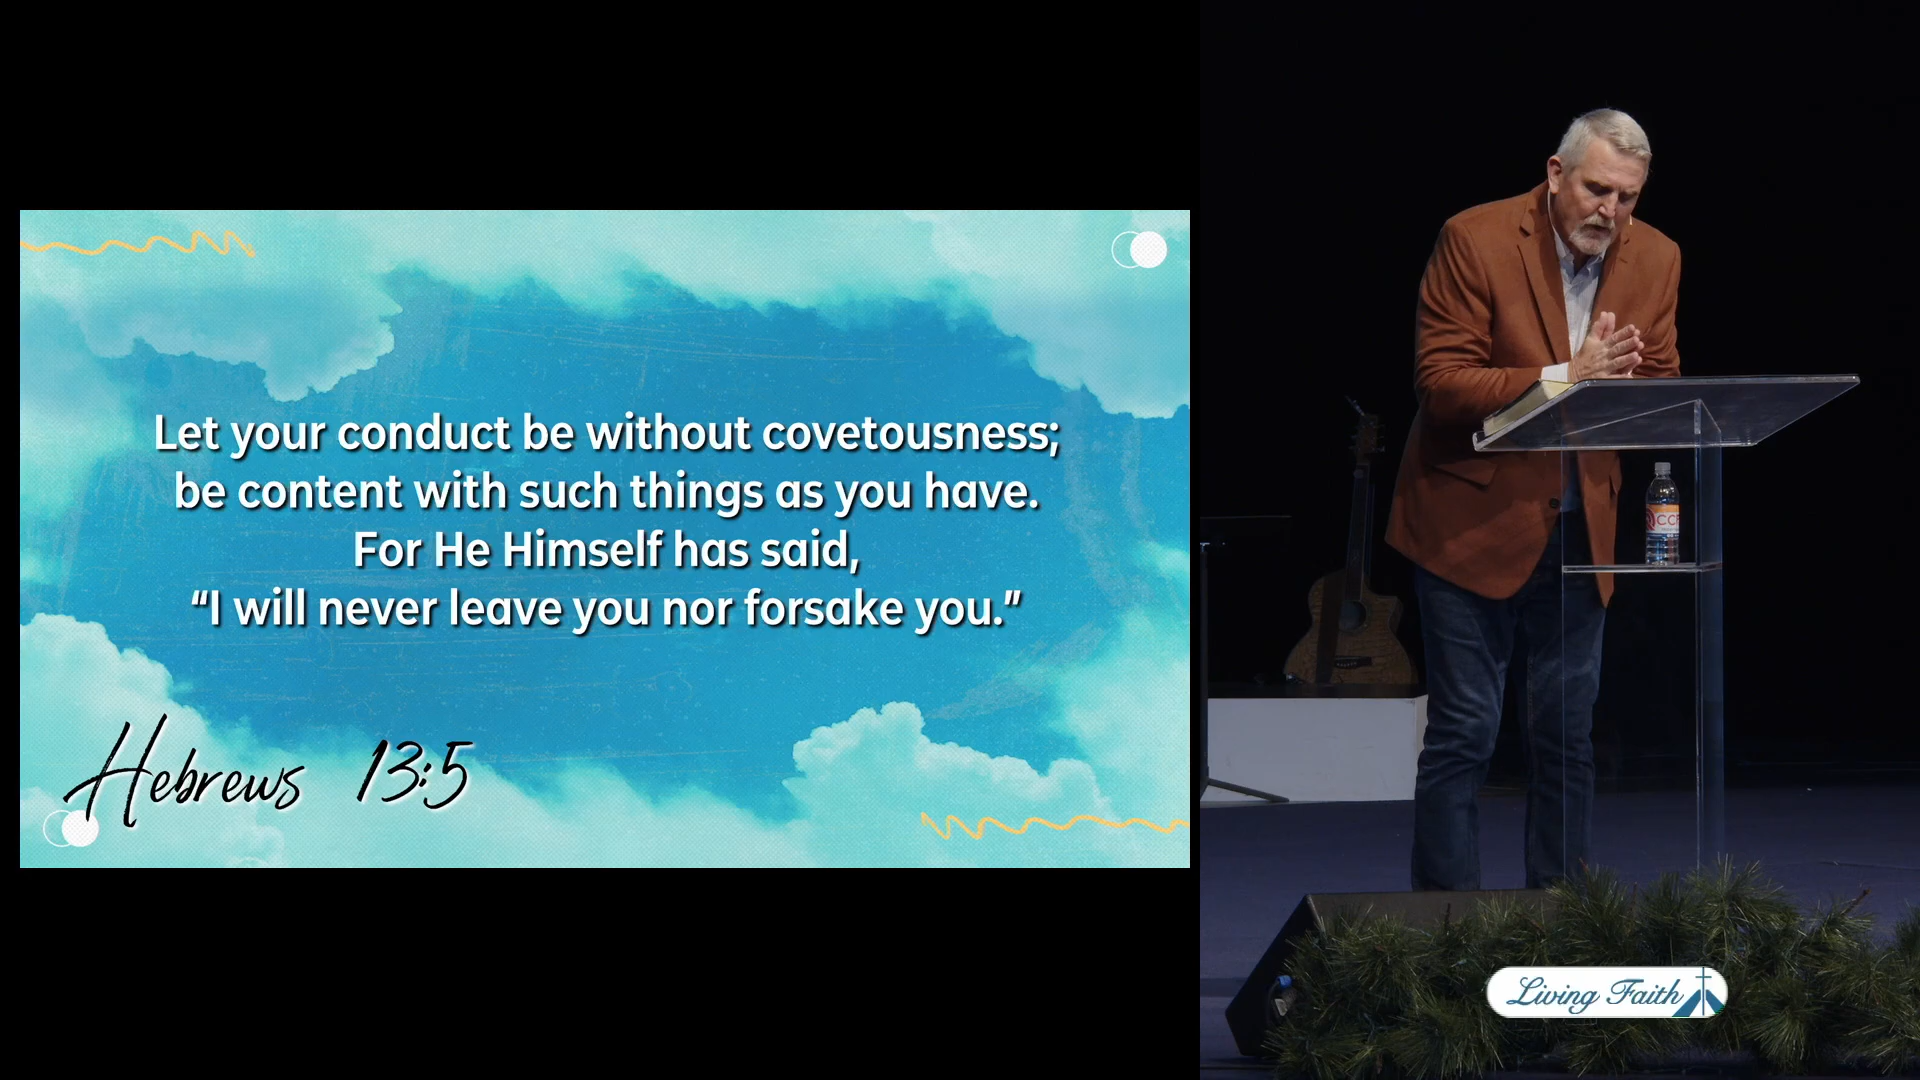 Let your conduct be without covetousness;
be content with such things as you have.
For He Himself has said,
“I will never leave you nor forsake you.”
Hebrews 13:5
Living Faith